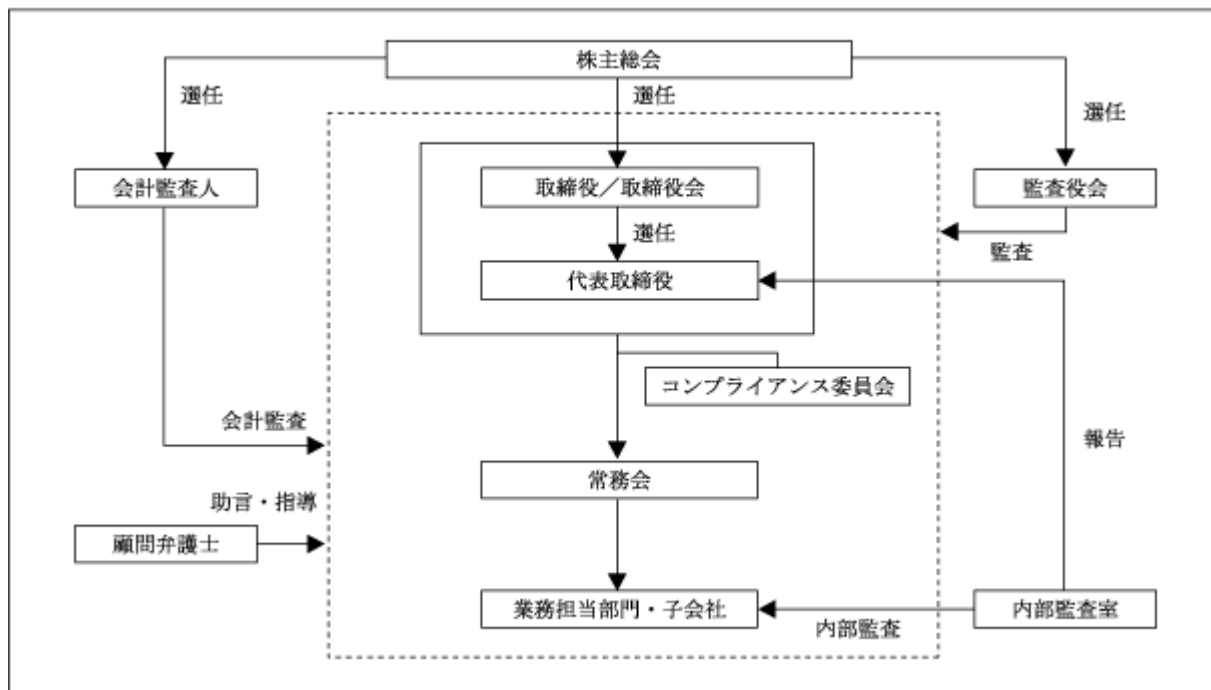 株主総会
選任
選任
選任
会計監査人
取締役／取締役会
監査役会
選任
監査
代表取締役
コンプライアンス委員会
会計監査
報告
常務会
助言・指導
顧問弁護士
業務担当部門・子会社
内部監査室
内部監査